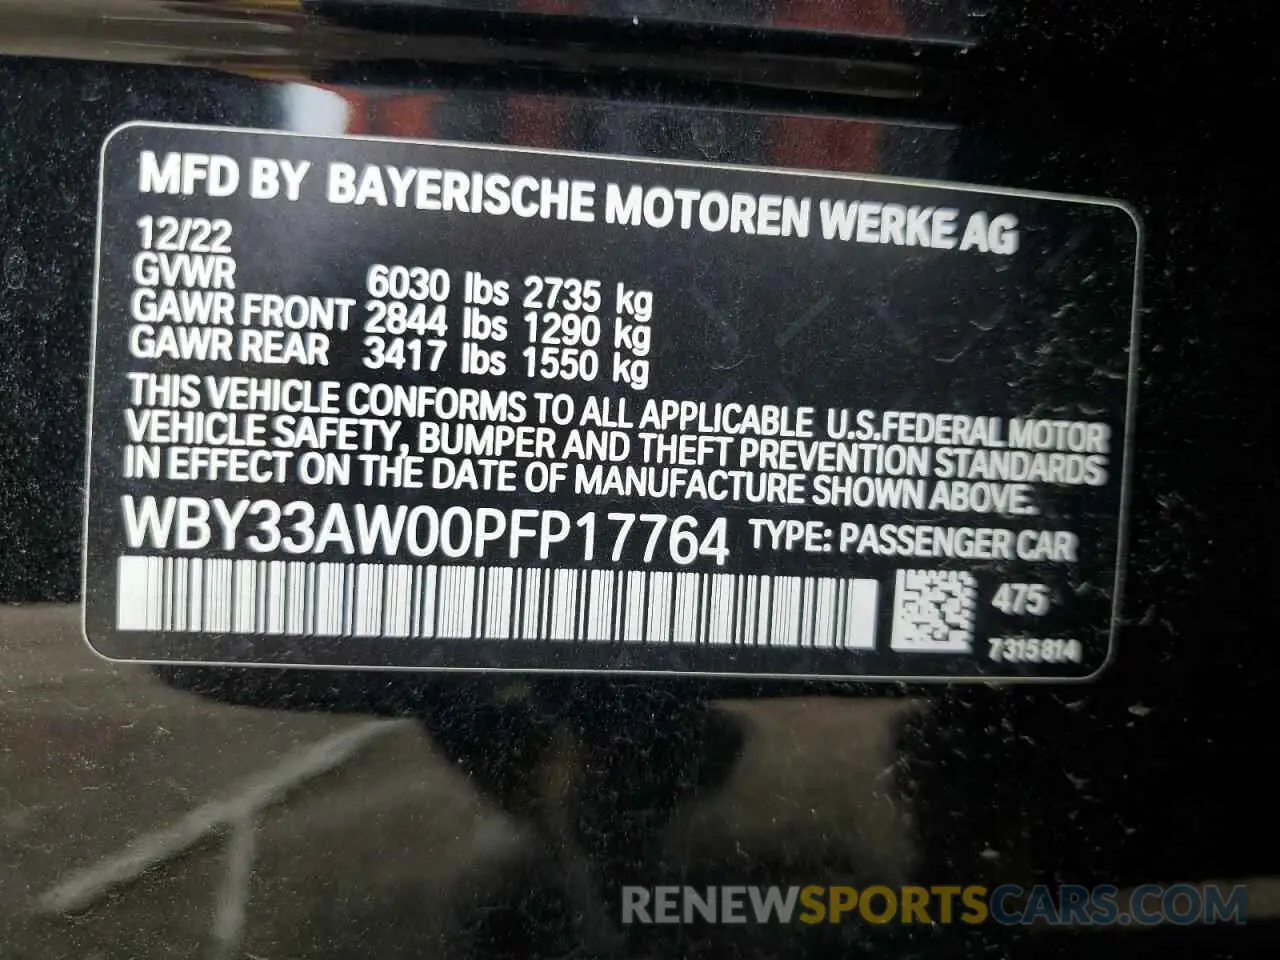 MFD BY BAYERISCHE MOTOREN WERKE AG
12/22
GVWR 6030 lbs 2735 kg
GAWR FRONT 2844 lbs 1290 kg
GAWR REAR 3417 lbs 1550 kg
THIS VEHICLE CONFORMS TO ALL APPLICABLE U.S.FEDERAL MOTOR
VEHICLE SAFETY, BUMPER AND THEFT PREVENTION STANDARDS
IN EFFECT ON THE DATE OF MANUFACTURE SHOWN ABOVE.
WBY33AW00PFP17764 TYPE: PASSENGER CAR
475
7315814
RENEWSPORTSCARS.COM